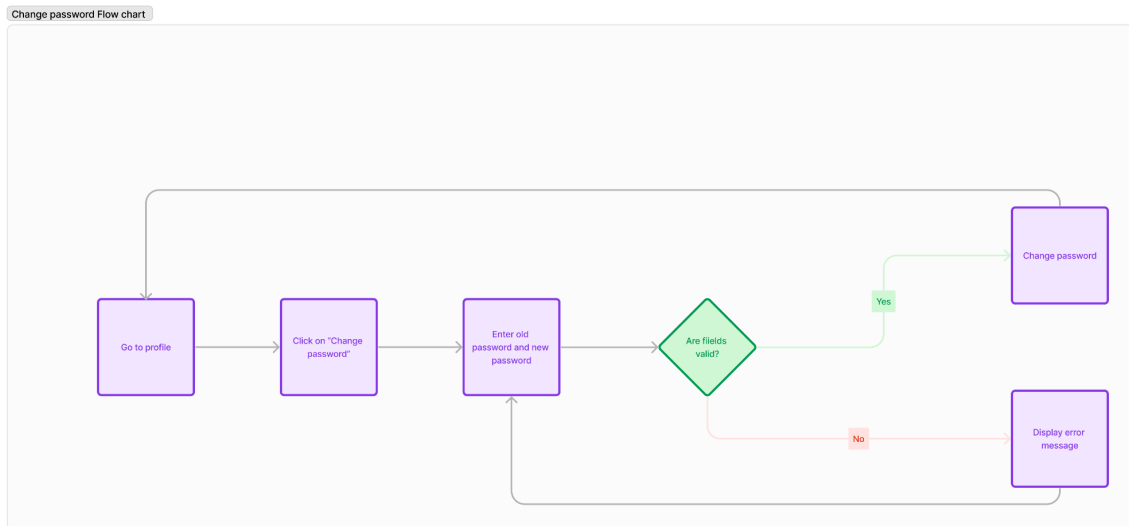 Change password Flow chart
Change password
Yes
Go to profile
Click on "Change
password"
Enter old
password and new
password
Are fiields
valid?
No
Display error
message